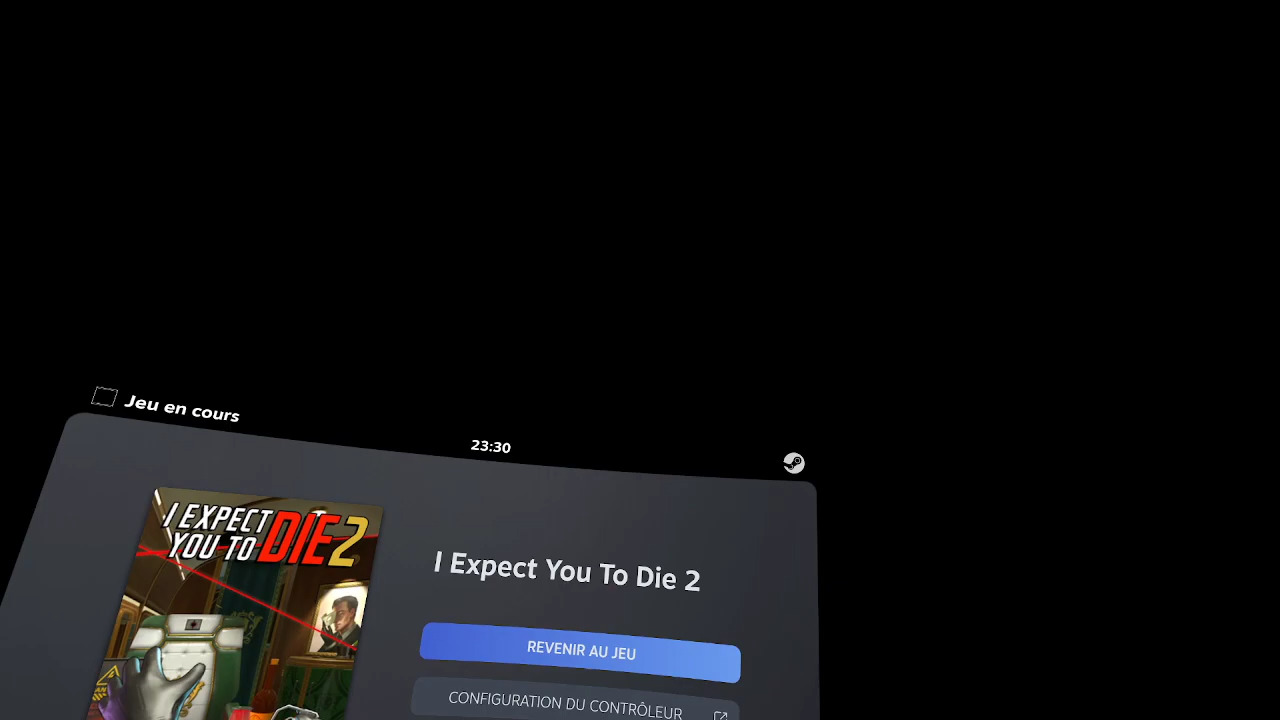 Jeu en cours
23:30
I EXPECT
YOU TO DIE 2
I Expect You To Die 2
REVENIR AU JEU
CONFIGURATION DU CONTRÔLEUR